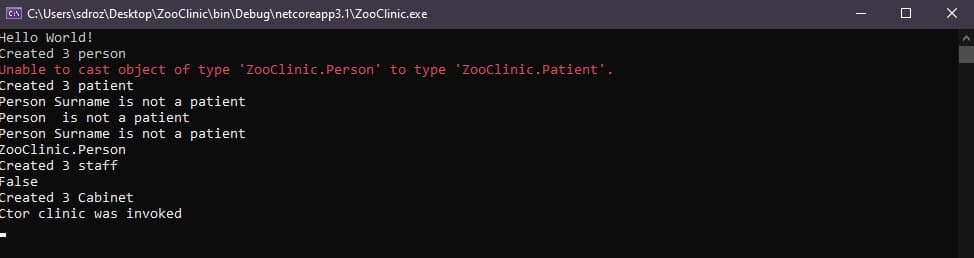 C:\Users\sdroz\Desktop\ZooClinic\bin\Debug\netcoreapp3.1\ZooClinic.exe
Hello World!
Created 3 person
Unable to cast object of type 'ZooClinic.Person' to type 'ZooClinic.Patient'.
Created 3 patient
Person Surname is not a patient
Person  is not a patient
Person Surname is not a patient
ZooClinic.Person
Created 3 staff
False
Created 3 Cabinet
Ctor clinic was invoked